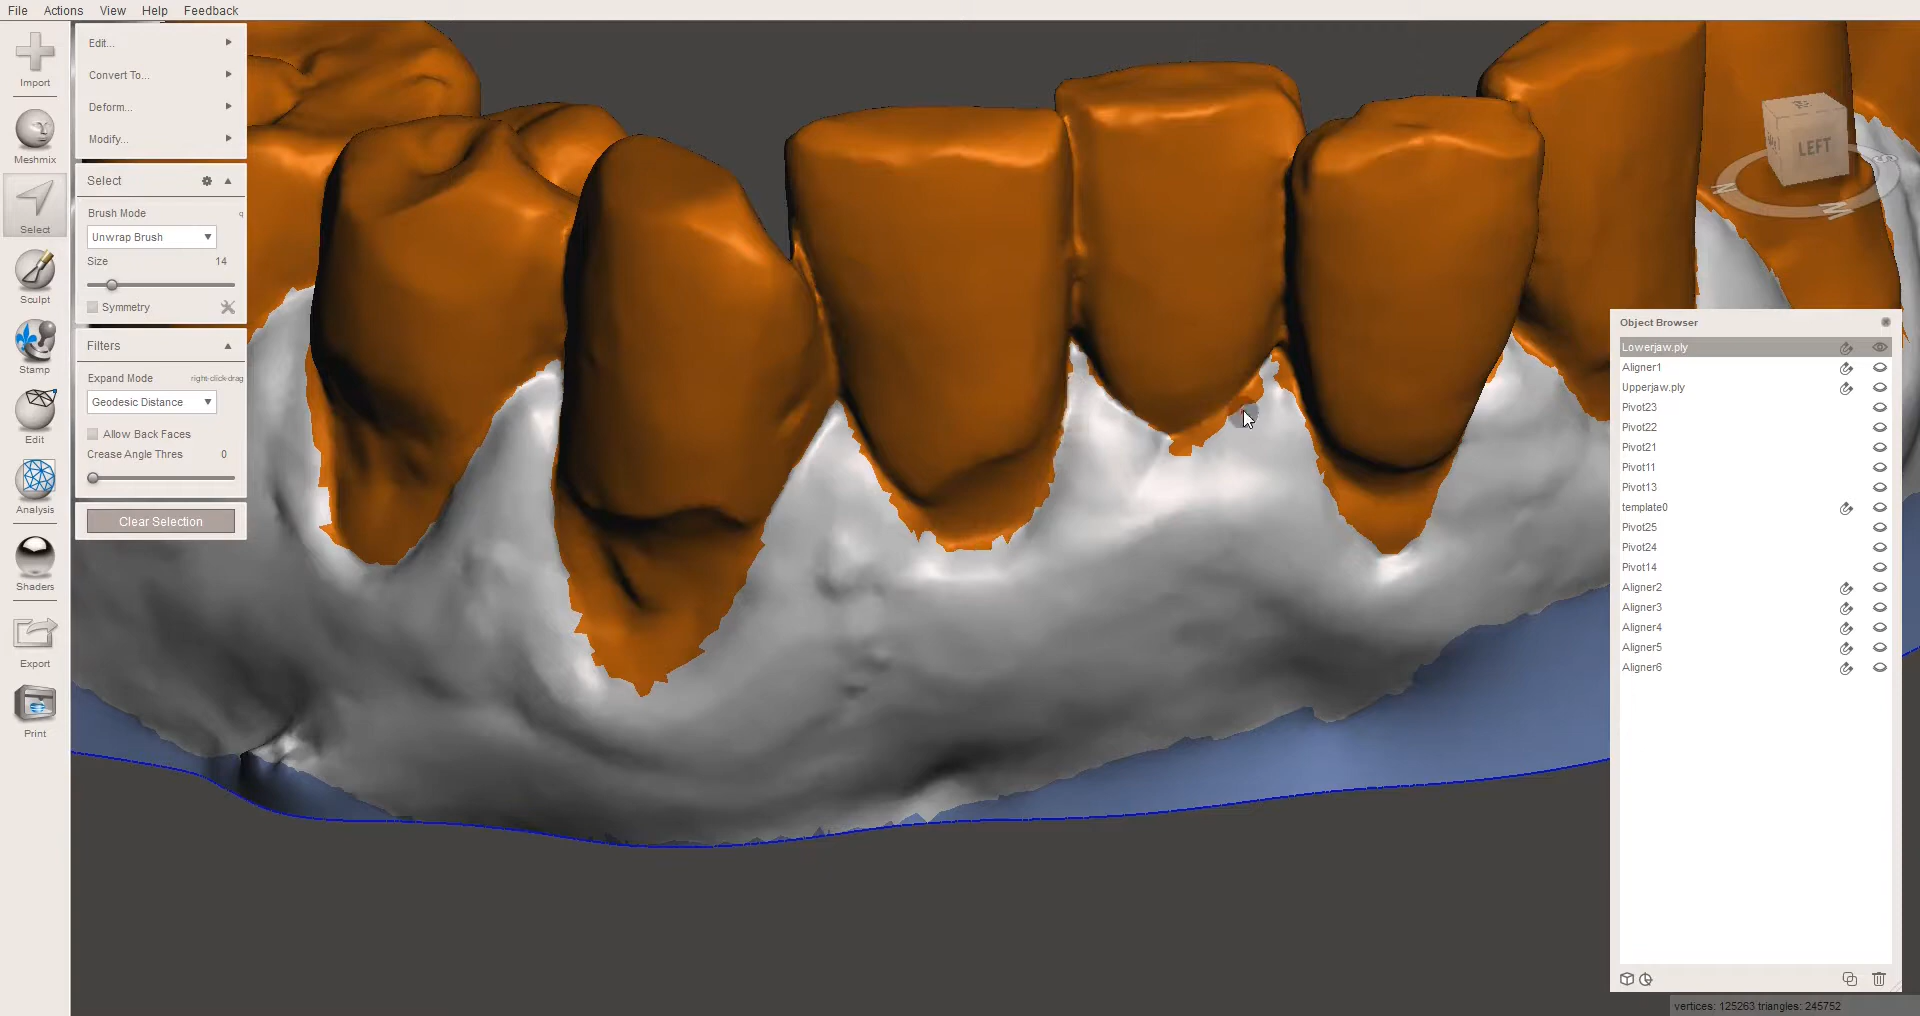 File Actions View Help Feedback
Import
Meshmix
Select
Sculpt
Stamp
Edit
Analysis
Shaders
Export
Print
Edit...
Convert To...
Deform...
Modify...
Select
Brush Mode q
Unwrap Brush
Size 14
Symmetry
Filters
Expand Mode right-click-drag
Geodesic Distance
Allow Back Faces
Crease Angle Thres 0
Clear Selection
LEFT
Object Browser
Lowerjaw.ply
Aligner1
Upperjaw.ply
Pivot23
Pivot22
Pivot21
Pivot11
Pivot13
template0
Pivot25
Pivot24
Pivot14
Aligner2
Aligner3
Aligner4
Aligner5
Aligner6
vertices: 125263 triangles: 245752